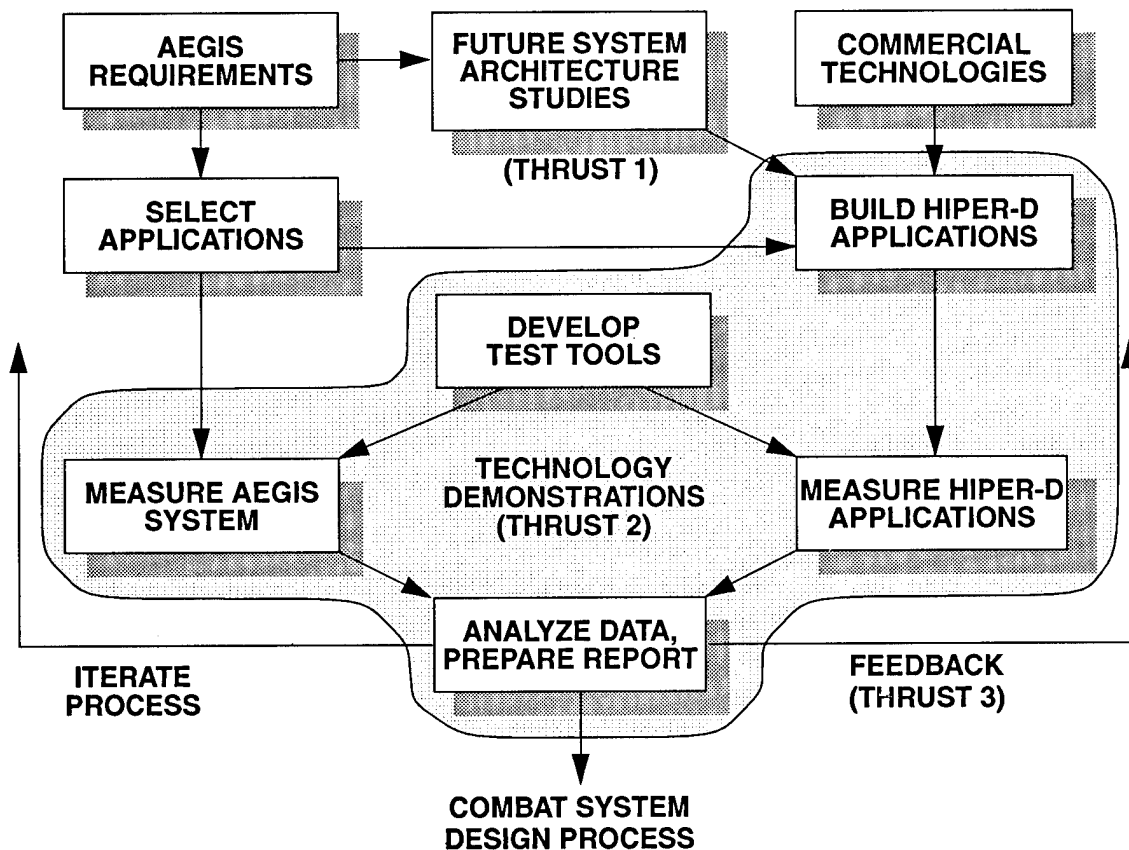 AEGIS
REQUIREMENTS
FUTURE SYSTEM
ARCHITECTURE
STUDIES
COMMERCIAL
TECHNOLOGIES
(THRUST 1)
SELECT
APPLICATIONS
BUILD HIPER-D
APPLICATIONS
DEVELOP
TEST TOOLS
MEASURE AEGIS
SYSTEM
TECHNOLOGY
DEMONSTRATIONS
(THRUST 2)
MEASURE HIPER-D
APPLICATIONS
ANALYZE DATA,
PREPARE REPORT
ITERATE
PROCESS
FEEDBACK
(THRUST 3)
COMBAT SYSTEM
DESIGN PROCESS